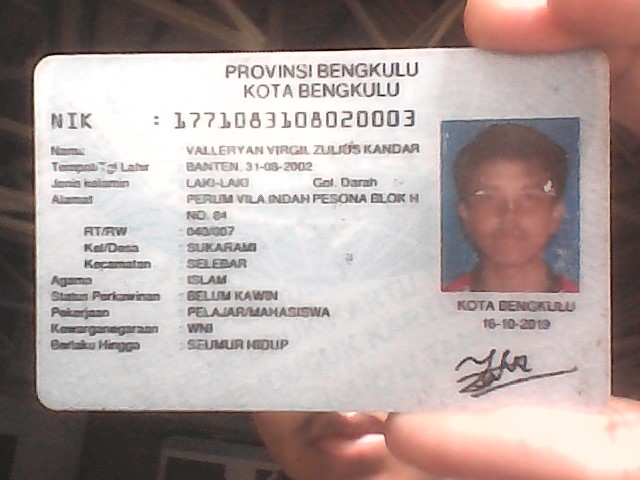 PROVINSI BENGKULU
KOTA BENGKULU
NIK : 1771083108020003
Nama : VALLERYAN VIRGIL ZULIUS KANDAR
Tempat/Tgl Lahir : BANTEN, 31-08-2002
Jenis kelamin : LAKI-LAKI Gol. Darah : -
Alamat : PERUM VILA INDAH PESONA BLOK H
NO. 84
RT/RW : 040/007
Kel/Desa : SUKARAMI
Kecamatan : SELEBAR
Agama : ISLAM
Status Perkawinan : BELUM KAWIN
Pekerjaan : PELAJAR/MAHASISWA
Kewarganegaraan : WNI
Berlaku Hingga : SEUMUR HIDUP
KOTA BENGKULU
16-10-2019